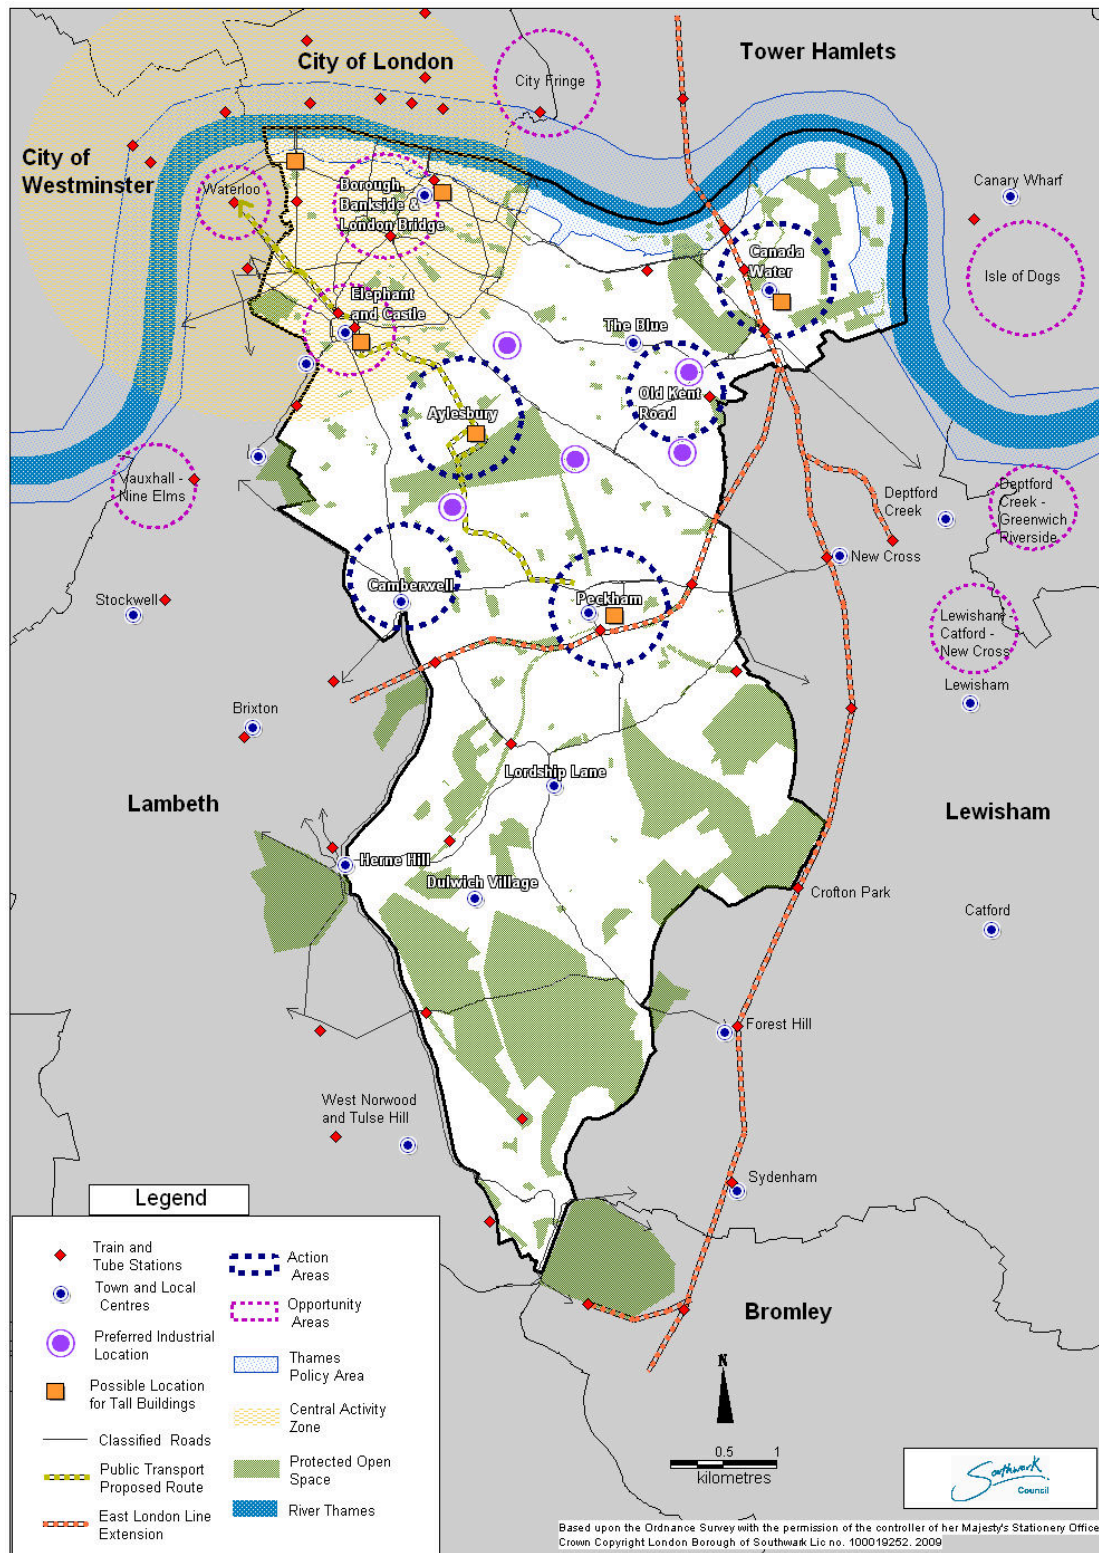 City of London
Tower Hamlets
City Fringe
City of
Westminster
Waterloo
Borough,
Bankside &
London Bridge
Canary Wharf
Canada
Water
Isle of Dogs
Elephant
and Castle
The Blue
Old Kent
Road
Aylesbury
Vauxhall -
Nine Elms
Deptford
Creek
Deptford
Creek -
Greenwich
Riverside
New Cross
Camberwell
Peckham
Stockwell
Lewisham -
Catford -
New Cross
Lewisham
Brixton
Lordship Lane
Lambeth
Lewisham
Herne Hill
Dulwich Village
Crofton Park
Catford
Forest Hill
West Norwood
and Tulse Hill
Sydenham
Bromley
Legend
Train and
Tube Stations
Town and Local
Centres
Preferred Industrial
Location
Possible Location
for Tall Buildings
Classified Roads
Public Transport
Proposed Route
East London Line
Extension
Action
Areas
Opportunity
Areas
Thames
Policy Area
Central Activity
Zone
Protected Open
Space
River Thames
N
0.5 1
kilometres
Southwark
Council
Based upon the Ordnance Survey with the permission of the controller of her Majesty's Stationery Office
Crown Copyright London Borough of Southwark Lic no. 100019252. 2009